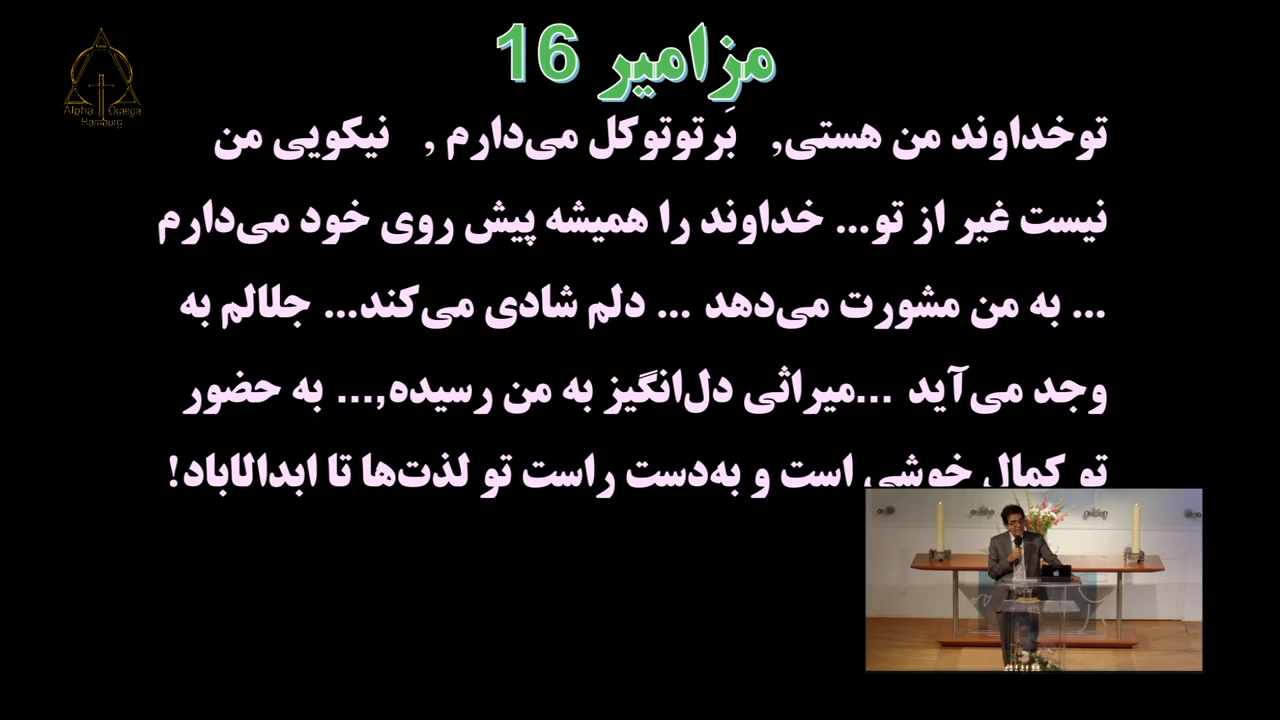 Alpha Omega
Hamburg
مزامیر 16
توخداوند من هستی, بَرِتوتوکل می‌دارم , نیکویی من
نیست غیر از تو... خداوند را همیشه پیش روی خود می‌دارم
... به من مشورت می‌دهد ... دلم شادی می‌کند... جلالم به
وجد می‌آید ...میراثی دل‌انگیز به من رسیده,... به حضور
تو کمال خوشی است و به‌دست راست تو لذت‌ها تا ابدالاباد!